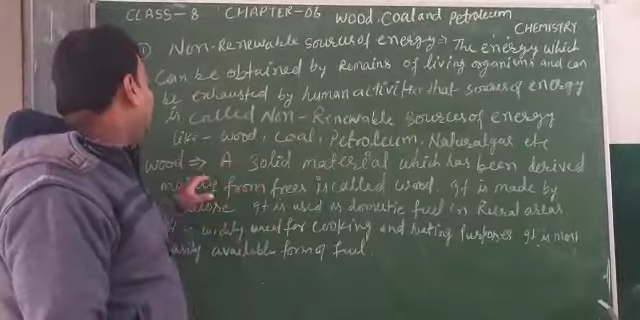 CLASS-8 CHAPTER-06 Wood, Coal and Petroleum
CHEMISTRY
① Non-Renewable sources of energy ⇒ The energy which
can be obtained by Remains of living organisms and can
be exhausted by human activities that sources of energy
is called Non-Renewable sources of energy
like - wood, Coal, Petroleum, Natural gas etc
Wood ⇒ A solid material which has been derived
from trees is called wood. It is made by
It is used as domestic fuel in Rural areas
widely used for cooking and heating purposes It is most
easily available form of fuel.